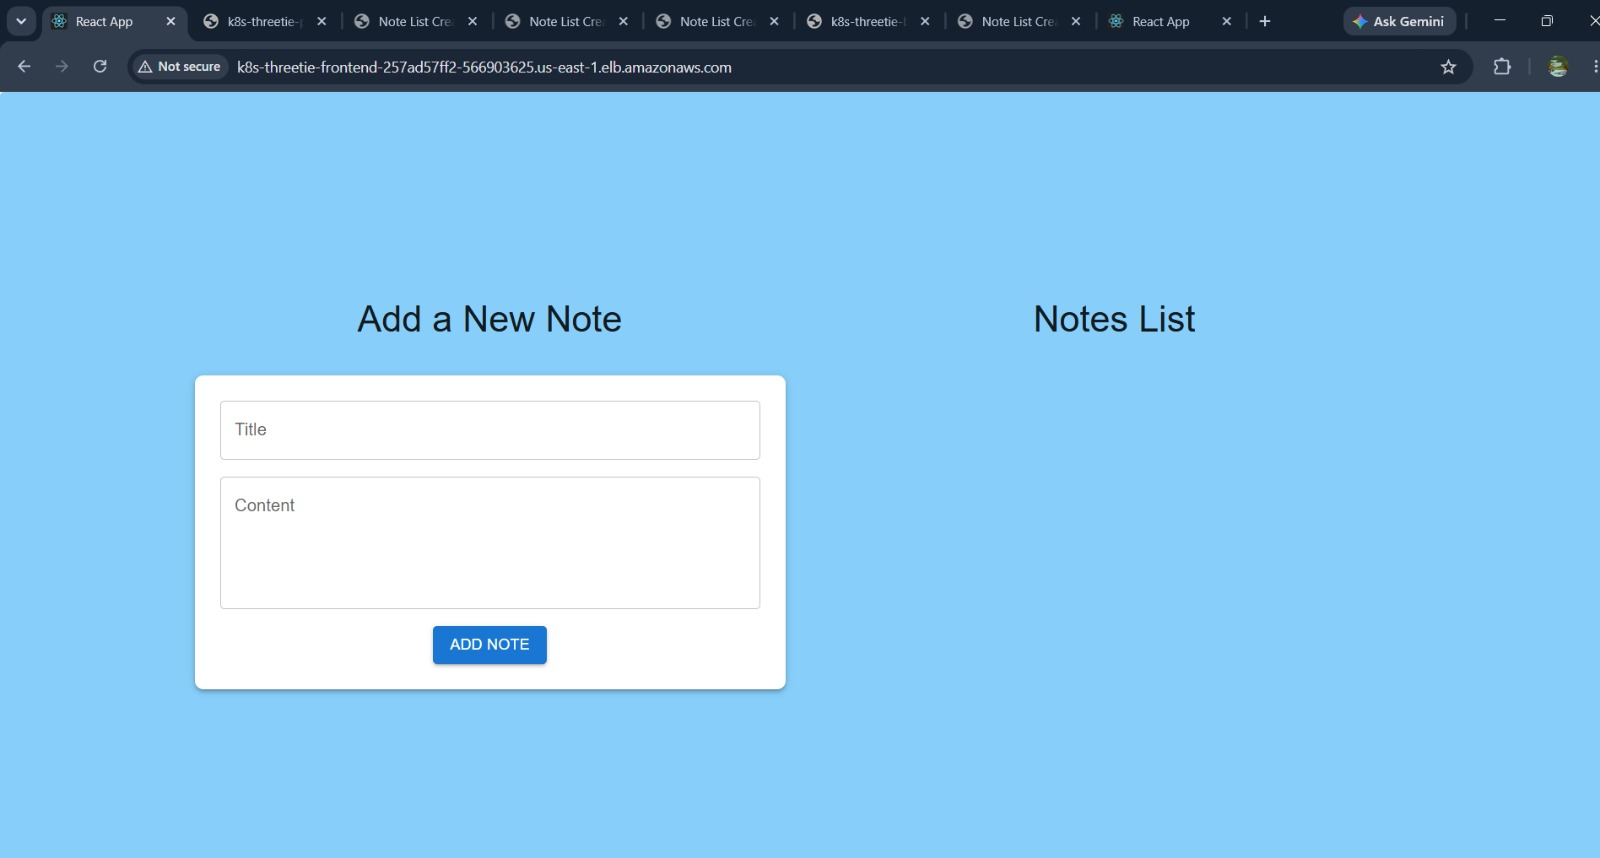 React App
k8s-threetie-
Note List Cre
Note List Cre
Note List Cre
k8s-threetie-
Note List Cre
React App
Ask Gemini
Not secure
k8s-threetie-frontend-257ad57ff2-566903625.us-east-1.elb.amazonaws.com
Add a New Note
Notes List
Title
Content
ADD NOTE